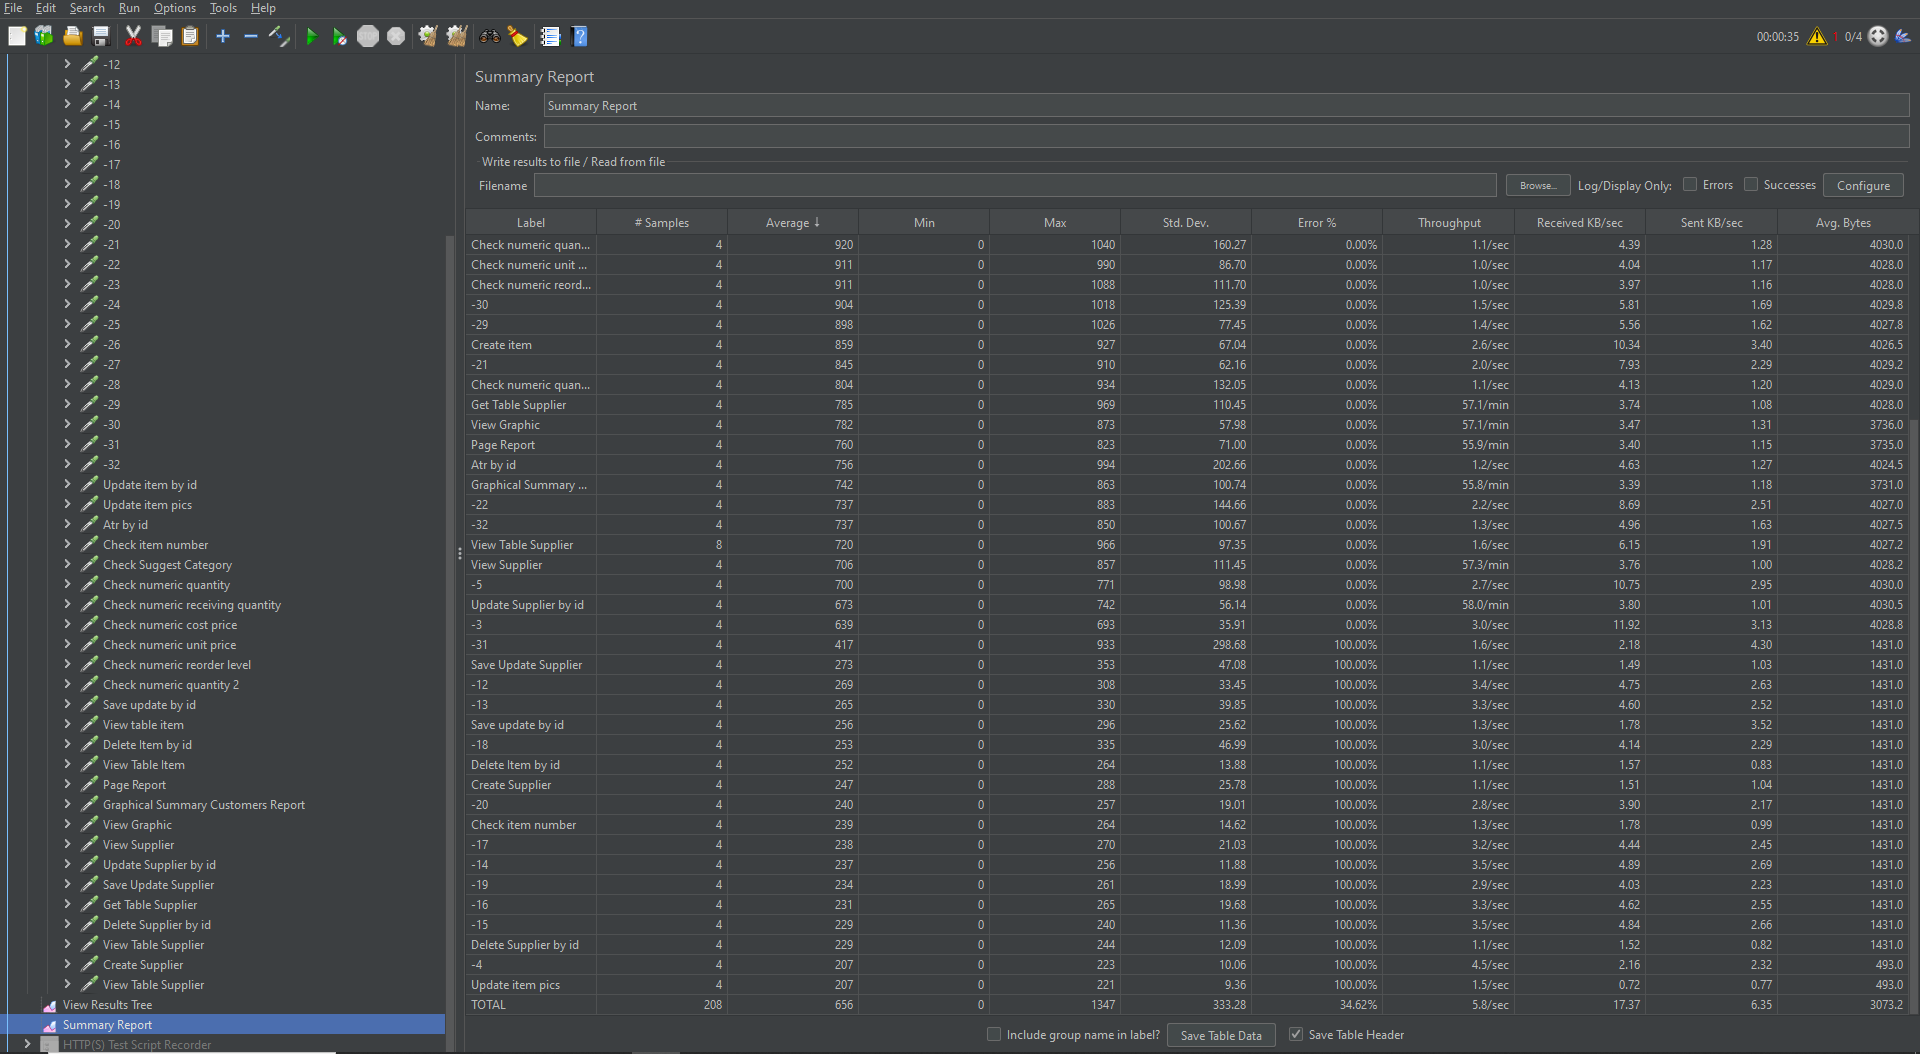 File Edit Search Run Options Tools Help
00:00:35 ! 0/4
-12
-13
-14
-15
-16
-17
-18
-19
-20
-21
-22
-23
-24
-25
-26
-27
-28
-29
-30
-31
-32
Update item by id
Update item pics
Atr by id
Check item number
Check Suggest Category
Check numeric quantity
Check numeric receiving quantity
Check numeric cost price
Check numeric unit price
Check numeric reorder level
Check numeric quantity 2
Save update by id
View table item
Delete Item by id
View Table Item
Page Report
Graphical Summary Customers Report
View Graphic
View Supplier
Update Supplier by id
Save Update Supplier
Get Table Supplier
Delete Supplier by id
View Table Supplier
Create Supplier
View Table Supplier
View Results Tree
Summary Report
HTTP(S) Test Script Recorder
Summary Report
Name: Summary Report
Comments:
Write results to file / Read from file
Filename Browse... Log/Display Only: Errors Successes Configure
Label # Samples Average ↓ Min Max Std. Dev. Error % Throughput Received KB/sec Sent KB/sec Avg. Bytes
Check numeric quan... 4 920 0 1040 160.27 0.00% 1.1/sec 4.39 1.28 4030.0
Check numeric unit ... 4 911 0 990 86.70 0.00% 1.0/sec 4.04 1.17 4028.0
Check numeric reord... 4 911 0 1088 111.70 0.00% 1.0/sec 3.97 1.16 4028.0
-30 4 904 0 1018 125.39 0.00% 1.5/sec 5.81 1.69 4029.8
-29 4 898 0 1026 77.45 0.00% 1.4/sec 5.56 1.62 4027.8
Create item 4 859 0 927 67.04 0.00% 2.6/sec 10.34 3.40 4026.5
-21 4 845 0 910 62.16 0.00% 2.0/sec 7.93 2.29 4029.2
Check numeric quan... 4 804 0 934 132.05 0.00% 1.1/sec 4.13 1.20 4029.0
Get Table Supplier 4 785 0 969 110.45 0.00% 57.1/min 3.74 1.08 4028.0
View Graphic 4 782 0 873 57.98 0.00% 57.1/min 3.47 1.31 3736.0
Page Report 4 760 0 823 71.00 0.00% 55.9/min 3.40 1.15 3735.0
Atr by id 4 756 0 994 202.66 0.00% 1.2/sec 4.63 1.27 4024.5
Graphical Summary ... 4 742 0 863 100.74 0.00% 55.8/min 3.39 1.18 3731.0
-22 4 737 0 883 144.66 0.00% 2.2/sec 8.69 2.51 4027.0
-32 4 737 0 850 100.67 0.00% 1.3/sec 4.96 1.63 4027.5
View Table Supplier 8 720 0 966 97.35 0.00% 1.6/sec 6.15 1.91 4027.2
View Supplier 4 706 0 857 111.45 0.00% 57.3/min 3.76 1.00 4028.2
-5 4 700 0 771 98.98 0.00% 2.7/sec 10.75 2.95 4030.0
Update Supplier by id 4 673 0 742 56.14 0.00% 58.0/min 3.80 1.01 4030.5
-3 4 639 0 693 35.91 0.00% 3.0/sec 11.92 3.13 4028.8
-31 4 417 0 933 298.68 100.00% 1.6/sec 2.18 4.30 1431.0
Save Update Supplier 4 273 0 353 47.08 100.00% 1.1/sec 1.49 1.03 1431.0
-12 4 269 0 308 33.45 100.00% 3.4/sec 4.75 2.63 1431.0
-13 4 265 0 330 39.85 100.00% 3.3/sec 4.60 2.52 1431.0
Save update by id 4 256 0 296 25.62 100.00% 1.3/sec 1.78 3.52 1431.0
-18 4 253 0 335 46.99 100.00% 3.0/sec 4.14 2.29 1431.0
Delete Item by id 4 252 0 264 13.88 100.00% 1.1/sec 1.57 0.83 1431.0
Create Supplier 4 247 0 288 25.78 100.00% 1.1/sec 1.51 1.04 1431.0
-20 4 240 0 257 19.01 100.00% 2.8/sec 3.90 2.17 1431.0
Check item number 4 239 0 264 14.62 100.00% 1.3/sec 1.78 0.99 1431.0
-17 4 238 0 270 21.03 100.00% 3.2/sec 4.44 2.45 1431.0
-14 4 237 0 256 11.88 100.00% 3.5/sec 4.89 2.69 1431.0
-19 4 234 0 261 18.99 100.00% 2.9/sec 4.03 2.23 1431.0
-16 4 231 0 265 19.68 100.00% 3.3/sec 4.62 2.55 1431.0
-15 4 229 0 240 11.36 100.00% 3.5/sec 4.84 2.66 1431.0
Delete Supplier by id 4 229 0 244 12.09 100.00% 1.1/sec 1.52 0.82 1431.0
-4 4 207 0 223 10.06 100.00% 4.5/sec 2.16 2.32 493.0
Update item pics 4 207 0 221 9.36 100.00% 1.5/sec 0.72 0.77 493.0
TOTAL 208 656 0 1347 333.28 34.62% 5.8/sec 17.37 6.35 3073.2
Include group name in label? Save Table Data Save Table Header